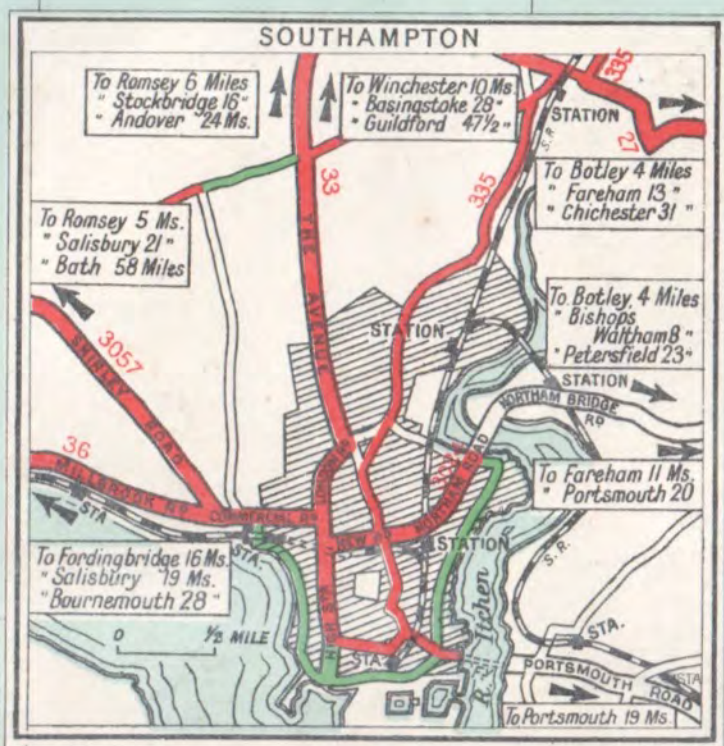 SOUTHAMPTON
To Romsey 6 Miles
" Stockbridge 16 "
" Andover 24 Ms.
To Winchester 10 Ms.
" Basingstoke 28 "
" Guildford 47½
335
STATION
27
S.R.
33
335
To Botley 4 Miles
" Fareham 13 "
" Chichester 31 "
To Romsey 5 Ms.
" Salisbury 21 "
" Bath 58 Miles
THE AVENUE
To Botley, 4 Miles
" Bishops
Waltham 8 "
" Petersfield 23 "
STATION
3057
SHIRLEY ROAD
STATION
NORTHAM BRIDGE
RD
36
MILLBROOK RD.
STA
LONDON RD
COMMERCIAL RD
STA.
NEW RD
NORTHAM ROAD
STATION
To Fareham 11 Ms.
" Portsmouth 20
To Fordingbridge 16 Ms.
" Salisbury 19 Ms.
" Bournemouth 28 "
S.R.
0 ½ MILE
HIGH ST.
STA.
R. Itchen
STA.
PORTSMOUTH ROAD
STA
To Portsmouth 19 Ms.